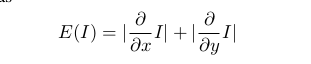 E(I) = |∂/∂x I| + |∂/∂y I|